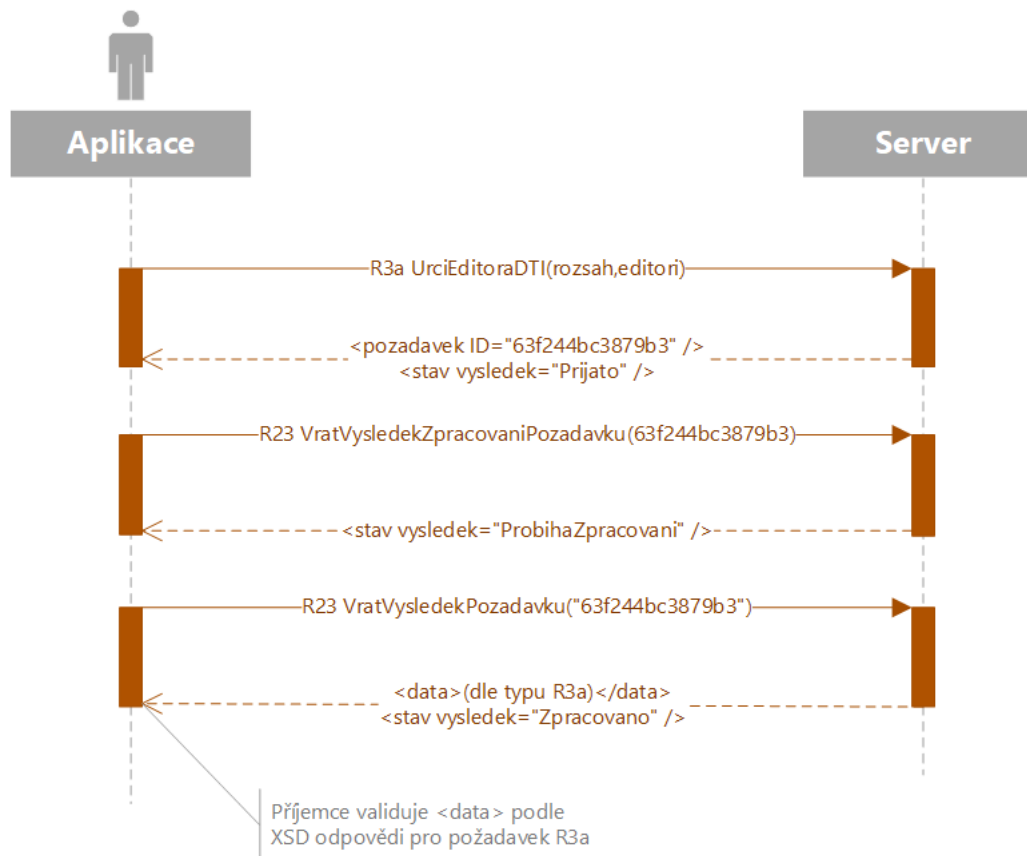 Aplikace
Server
R3a UrciEditoraDTI(rozsah,editori)
<pozadavek ID="63f244bc3879b3" />
<stav vysledek="Prijato" />
R23 VratVysledekZpracovaniPozadavku(63f244bc3879b3)
<stav vysledek="ProbihaZpracovani" />
R23 VratVysledekPozadavku("63f244bc3879b3")
<data>(dle typu R3a)</data>
<stav vysledek="Zpracovano" />
Příjemce validuje <data> podle
XSD odpovědi pro požadavek R3a